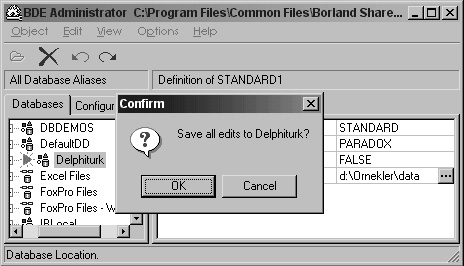 BDE Administrator C:\Program Files\Common Files\Borland Share...
Object Edit View Options Help
All Database Aliases Definition of STANDARD1
Databases Configur
Confirm
Save all edits to Delphiturk?
OK Cancel
DBDEMOS
DefaultDD
Delphiturk
Excel Files
FoxPro Files
FoxPro Files - W
IBLocal
STANDARD
PARADOX
FALSE
d:\Ornekler\data ...
Database Location.